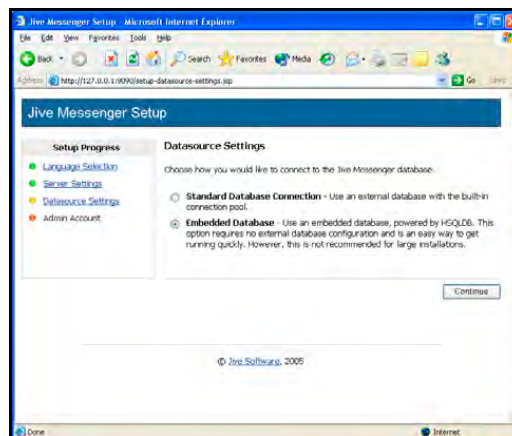 Jive Messenger Setup - Microsoft Internet Explorer
File Edit View Favorites Tools Help
Back Search Favorites Media
Address http://127.0.0.1:9090/setup-datasource-settings.jsp Go Links
Jive Messenger Setup
Setup Progress
Language Selection
Server Settings
Datasource Settings
Admin Account
Datasource Settings
Choose how you would like to connect to the Jive Messenger database.
Standard Database Connection - Use an external database with the built-in
connection pool.
Embedded Database - Use an embedded database, powered by HSQLDB. This
option requires no external database configuration and is an easy way to get
running quickly. However, this is not recommended for large installations.
Continue
© Jive Software, 2005
Done Internet